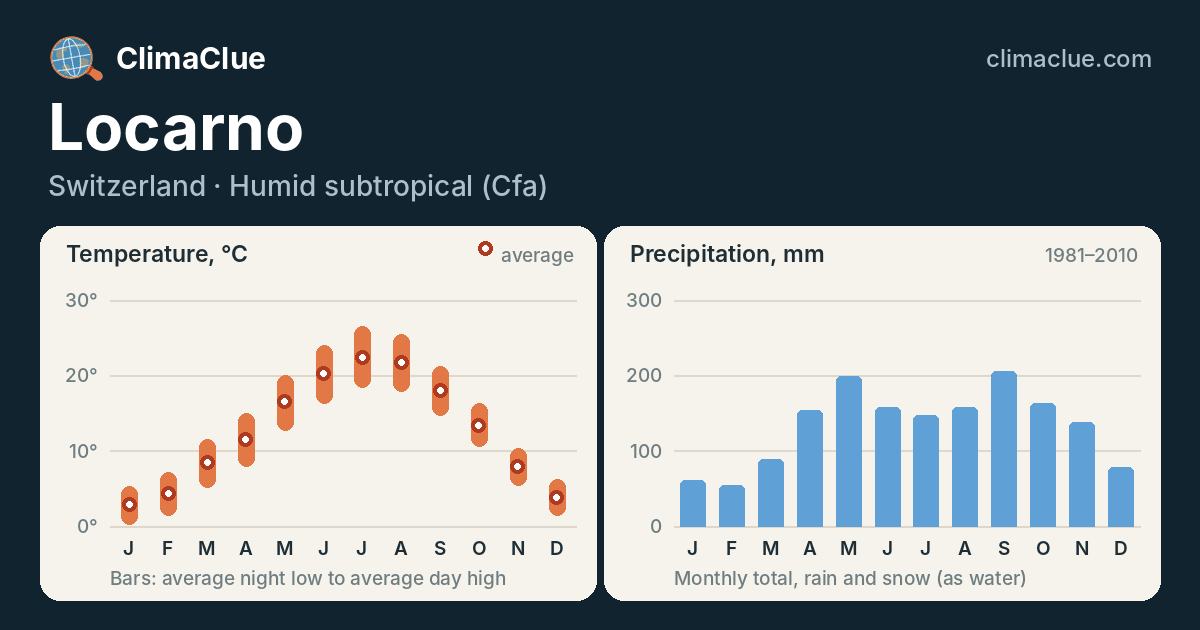 ClimaClue
climaclue.com
Locarno
Switzerland · Humid subtropical (Cfa)
Temperature, °C
average
30°
20°
10°
0°
J F M A M J J A S O N D
Bars: average night low to average day high
Precipitation, mm
1981–2010
300
200
100
0
J F M A M J J A S O N D
Monthly total, rain and snow (as water)